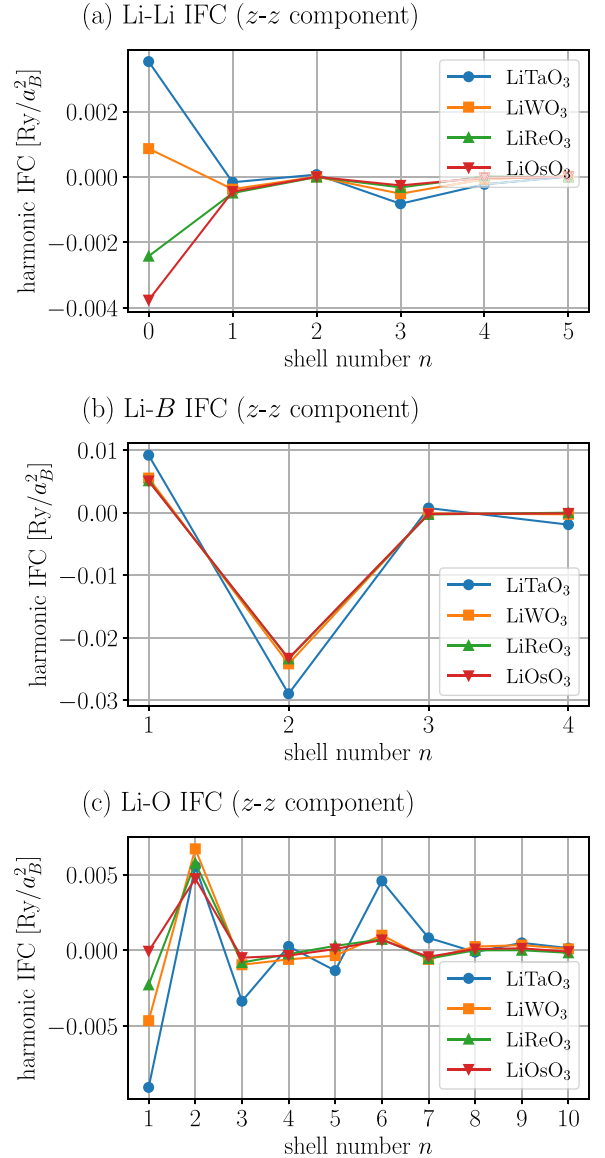 (a) Li-Li IFC (z-z component)
harmonic IFC [Ry/a_B^2]
0.002
0.000
−0.002
−0.004
LiTaO₃
LiWO₃
LiReO₃
LiOsO₃
0 1 2 3 4 5
shell number n
(b) Li-B IFC (z-z component)
harmonic IFC [Ry/a_B^2]
0.01
0.00
−0.01
−0.02
−0.03
LiTaO₃
LiWO₃
LiReO₃
LiOsO₃
1 2 3 4
shell number n
(c) Li-O IFC (z-z component)
harmonic IFC [Ry/a_B^2]
0.005
0.000
−0.005
LiTaO₃
LiWO₃
LiReO₃
LiOsO₃
1 2 3 4 5 6 7 8 9 10
shell number n